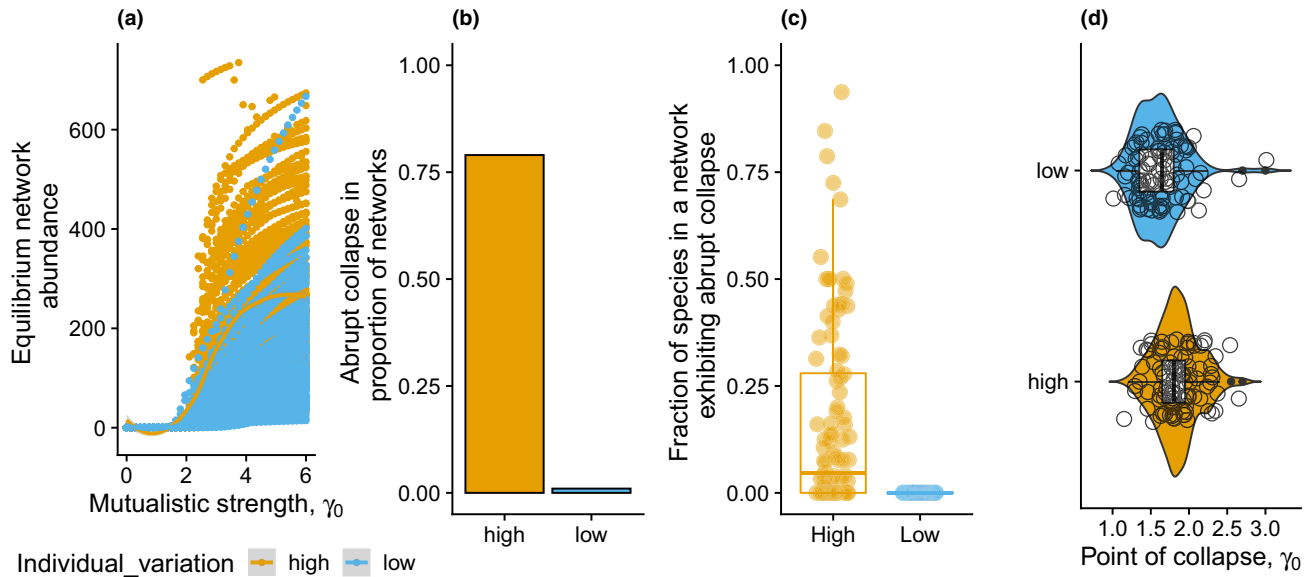 (a)
Equilibrium network
abundance
600
400
200
0
0
2
4
6
Mutualistic strength, γ0
(b)
Abrupt collapse in
proportion of networks
1.00
0.75
0.50
0.25
0.00
high
low
(c)
Fraction of species in a network
exhibiting abrupt collapse
1.00
0.75
0.50
0.25
0.00
High
Low
(d)
low
high
1.0
1.5
2.0
2.5
3.0
Point of collapse, γ0
Individual_variation
high
low